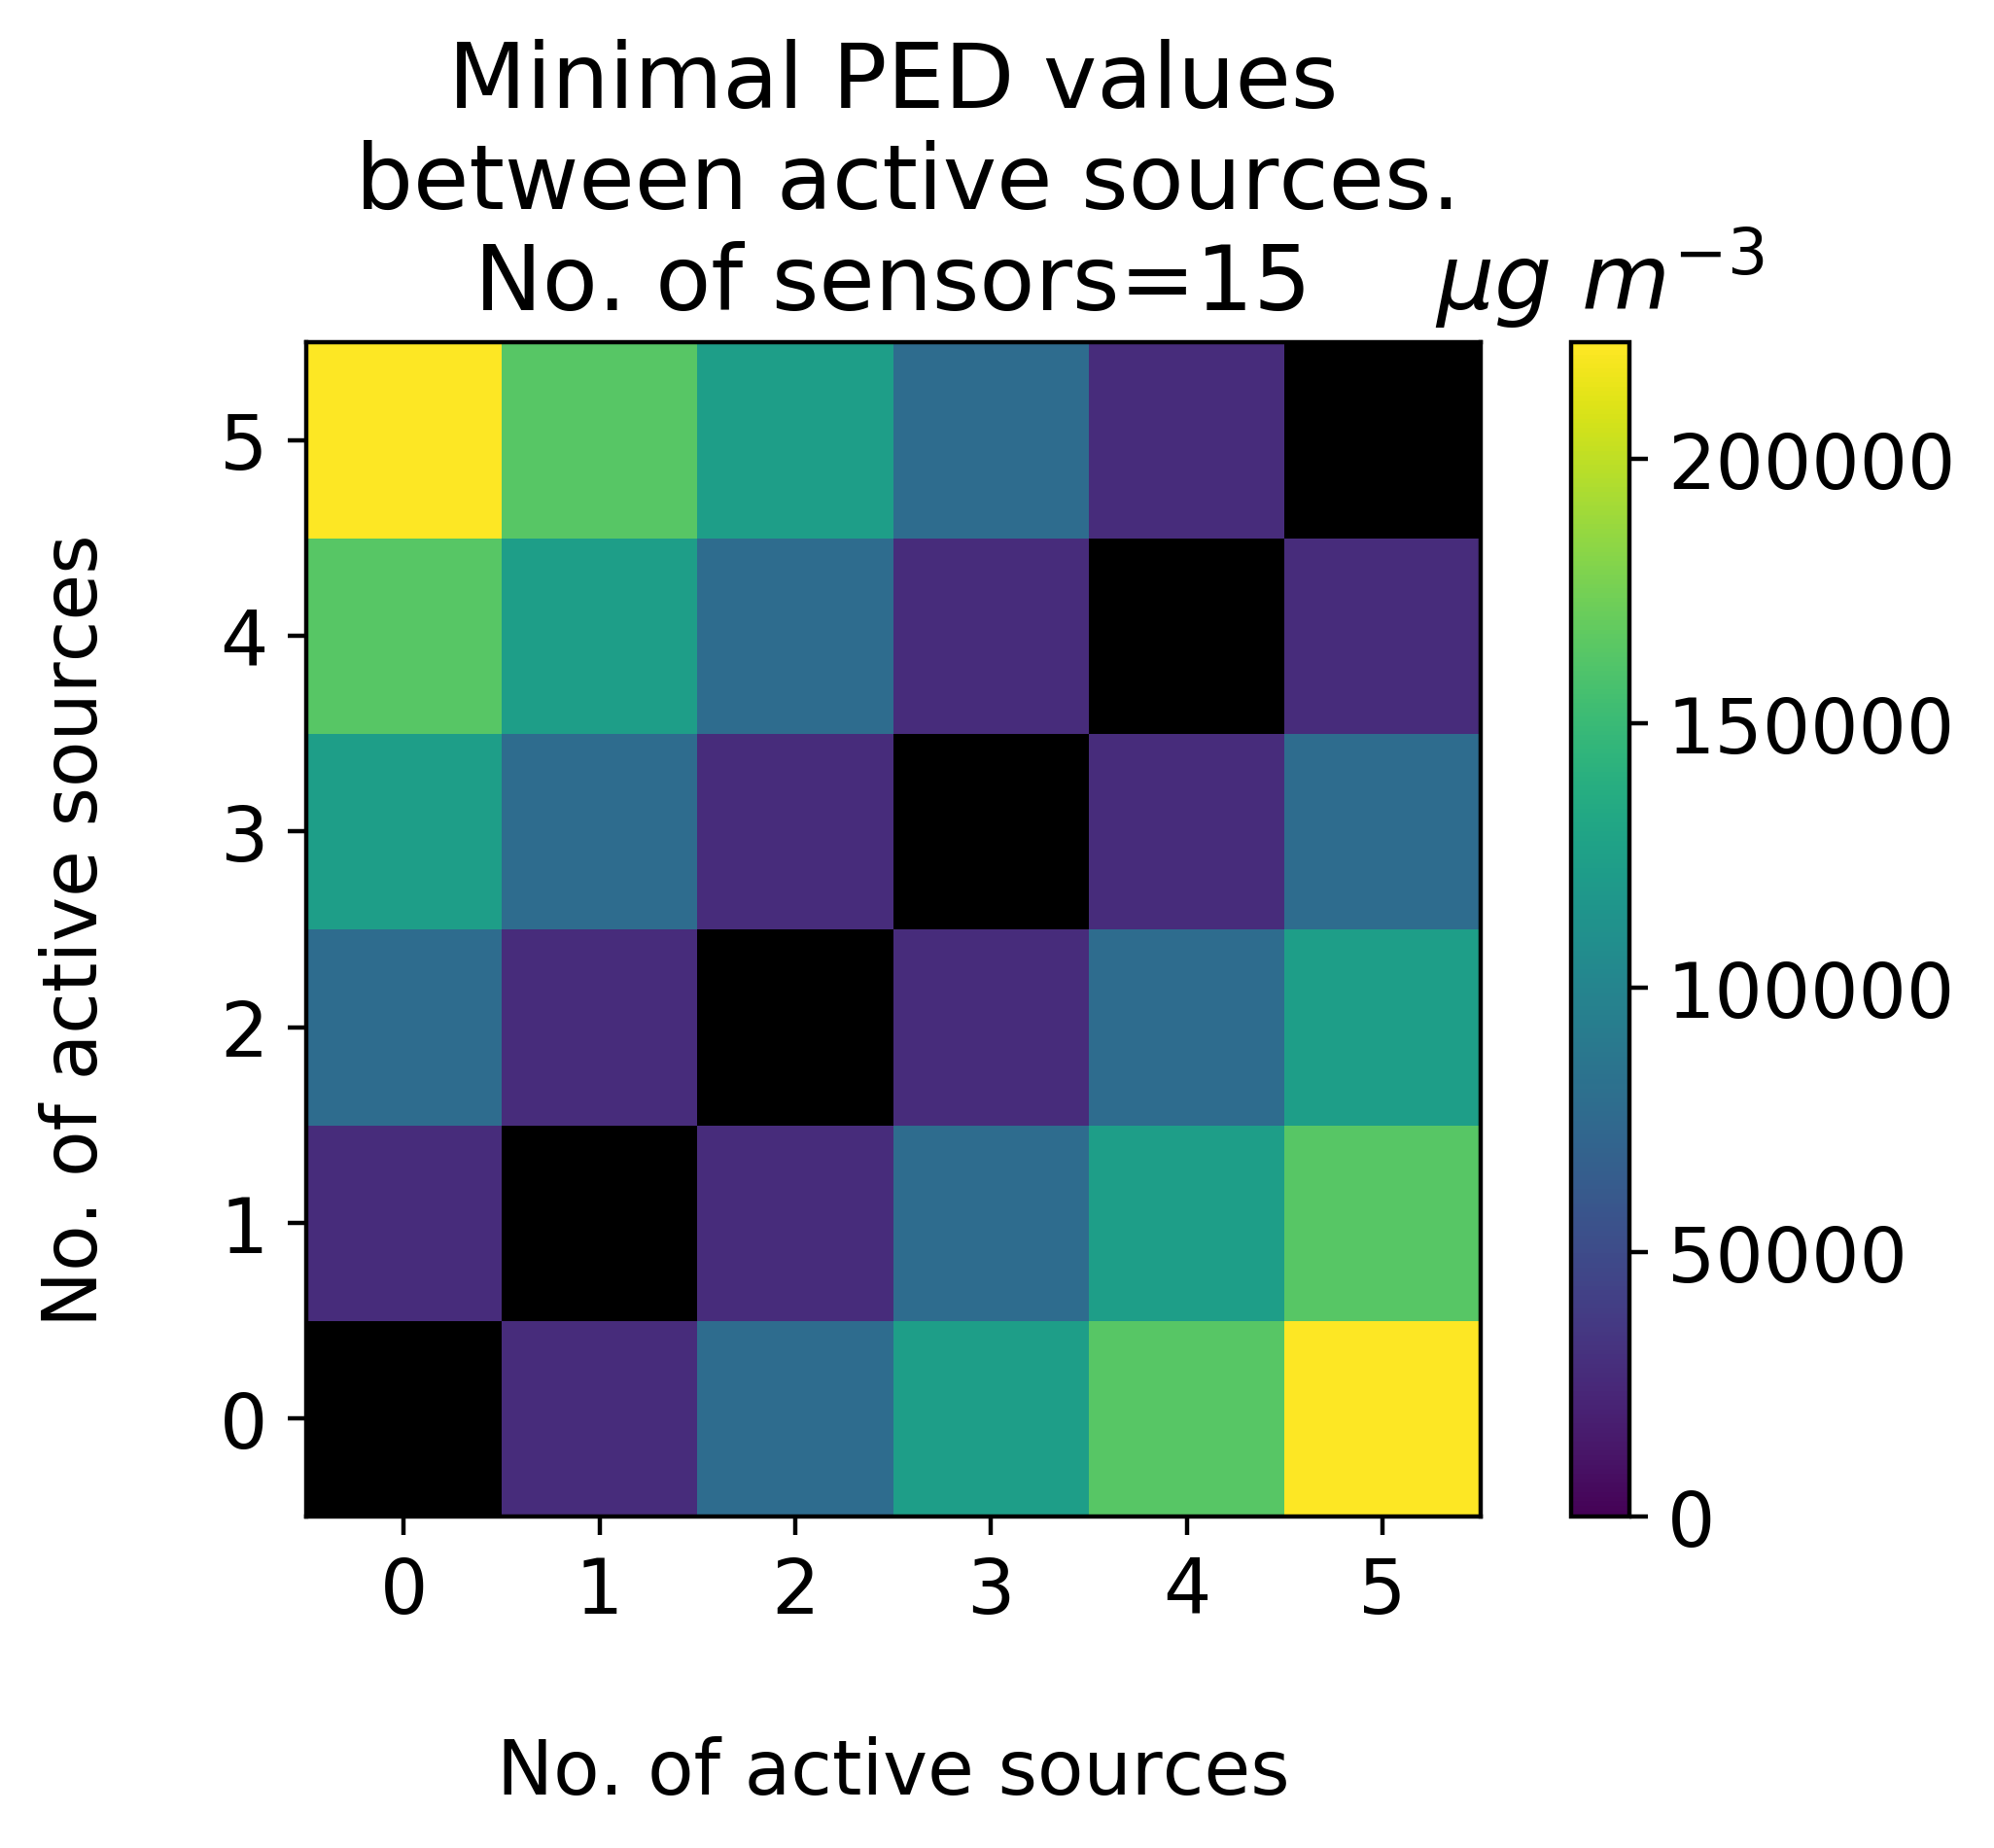 Minimal PED values
between active sources.
No. of sensors=15
μg m⁻³
No. of active sources
5
4
3
2
1
0
200000
150000
100000
50000
0
0 1 2 3 4 5
No. of active sources